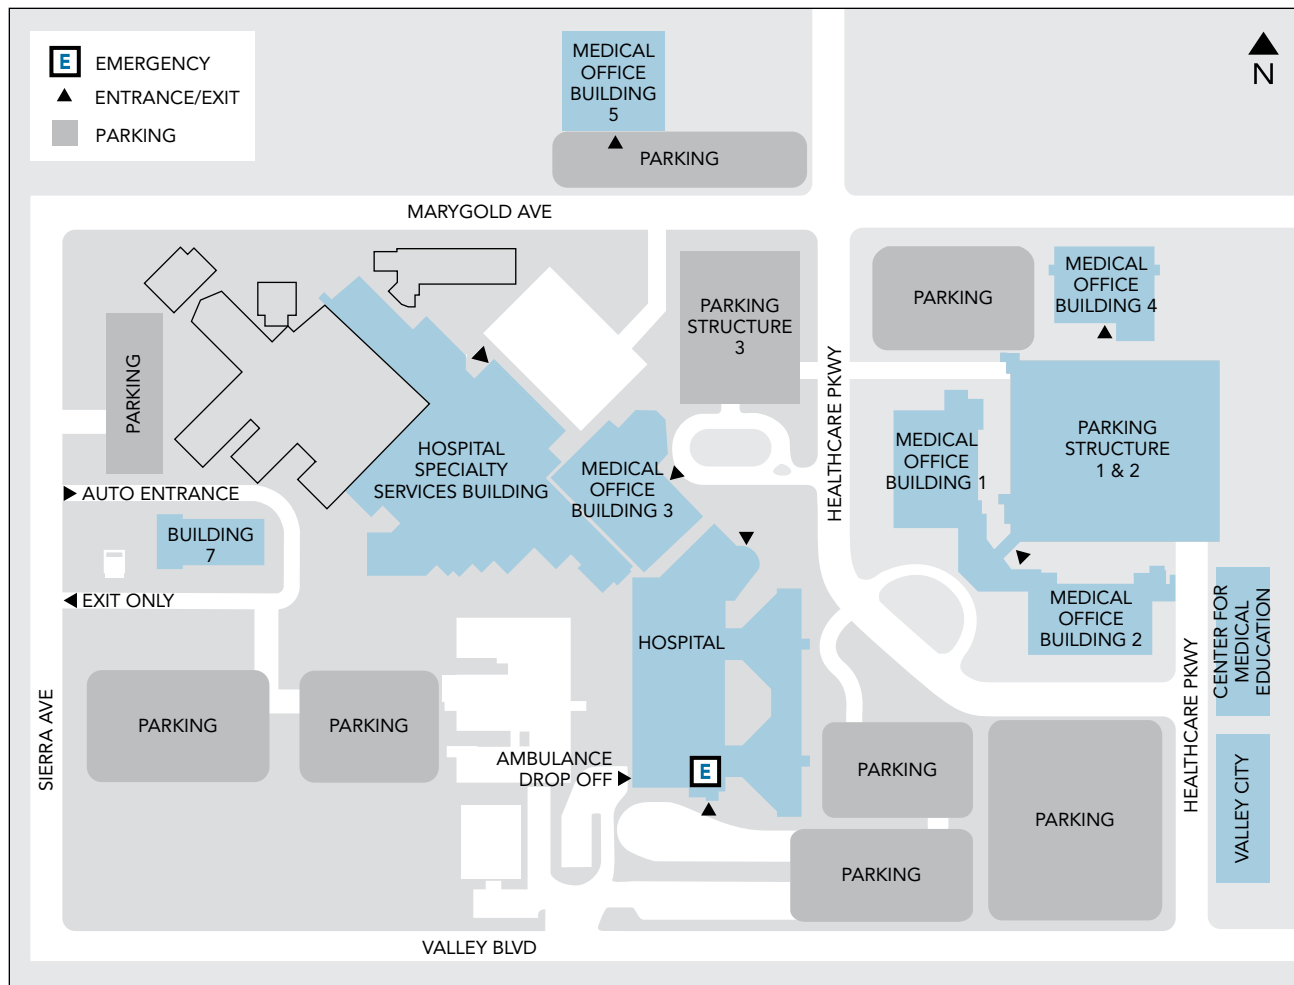 E EMERGENCY
ENTRANCE/EXIT
PARKING
MEDICAL
OFFICE
BUILDING
5
PARKING
N
MARYGOLD AVE
PARKING
STRUCTURE
3
PARKING
MEDICAL
OFFICE
BUILDING 4
PARKING
HOSPITAL
SPECIALTY
SERVICES BUILDING
MEDICAL
OFFICE
BUILDING 3
HEALTHCARE PKWY
MEDICAL
OFFICE
BUILDING 1
PARKING
STRUCTURE
1 & 2
AUTO ENTRANCE
BUILDING
7
EXIT ONLY
HOSPITAL
MEDICAL
OFFICE
BUILDING 2
CENTER FOR
MEDICAL
EDUCATION
SIERRA AVE
PARKING
PARKING
AMBULANCE
DROP OFF
E
PARKING
PARKING
PARKING
HEALTHCARE PKWY
VALLEY CITY
VALLEY BLVD